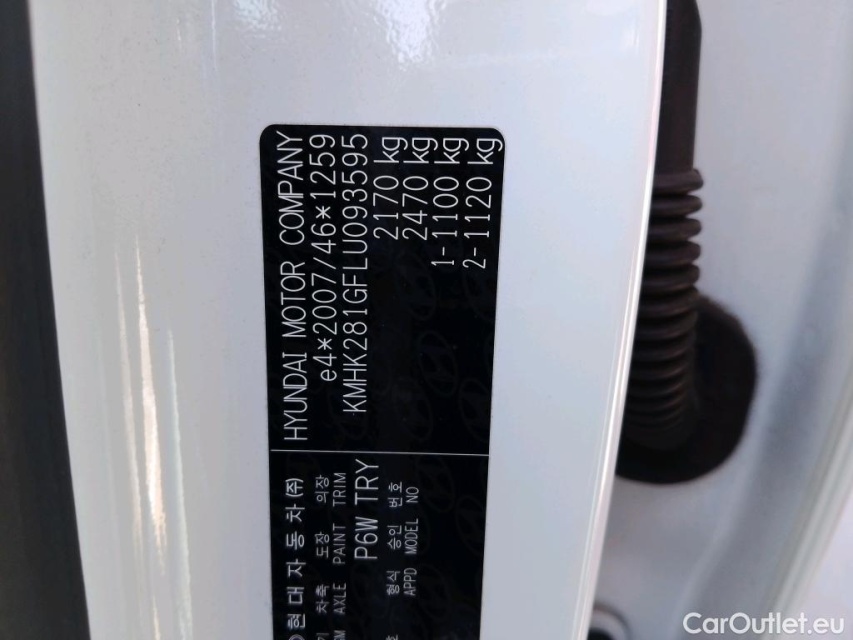 HYUNDAI MOTOR COMPANY
e4*2007/46*1259
KMHK281GFLU093595
2170 kg
2470 kg
1-1100 kg
2-1120 kg
현대자동차(주)
차축 도장 의장
AXLE PAINT TRIM
P6W TRY
형식 승인 번호
APPD MODEL NO
CarOutlet.eu